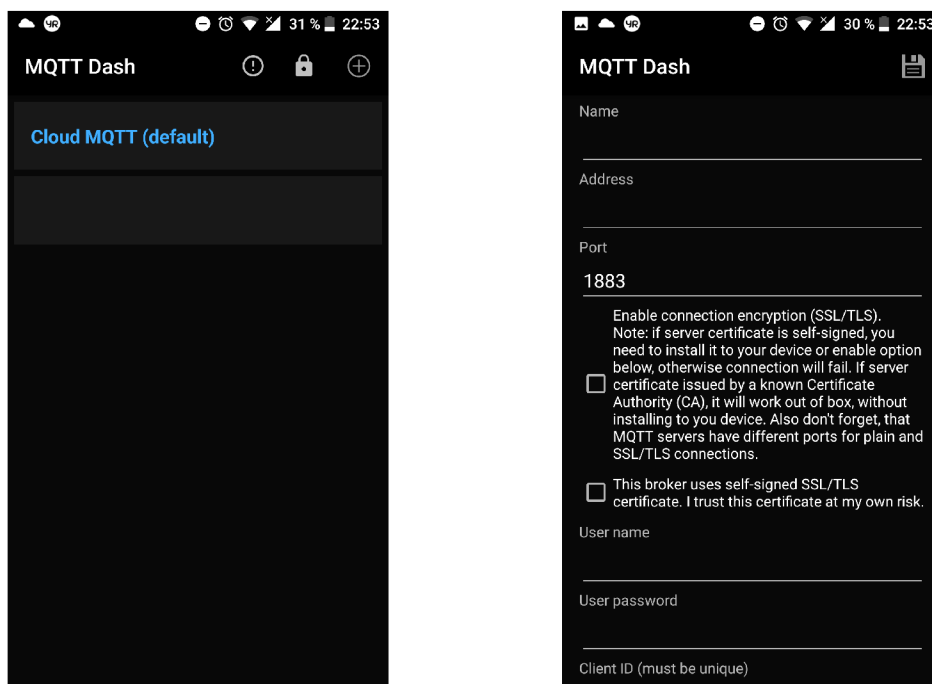 31 % 22:53
MQTT Dash
Cloud MQTT (default)
30 % 22:53
MQTT Dash
Name
Address
Port
1883
Enable connection encryption (SSL/TLS).
Note: if server certificate is self-signed, you
need to install it to your device or enable option
below, otherwise connection will fail. If server
certificate issued by a known Certificate
Authority (CA), it will work out of box, without
installing to you device. Also don't forget, that
MQTT servers have different ports for plain and
SSL/TLS connections.
This broker uses self-signed SSL/TLS
certificate. I trust this certificate at my own risk.
User name
User password
Client ID (must be unique)